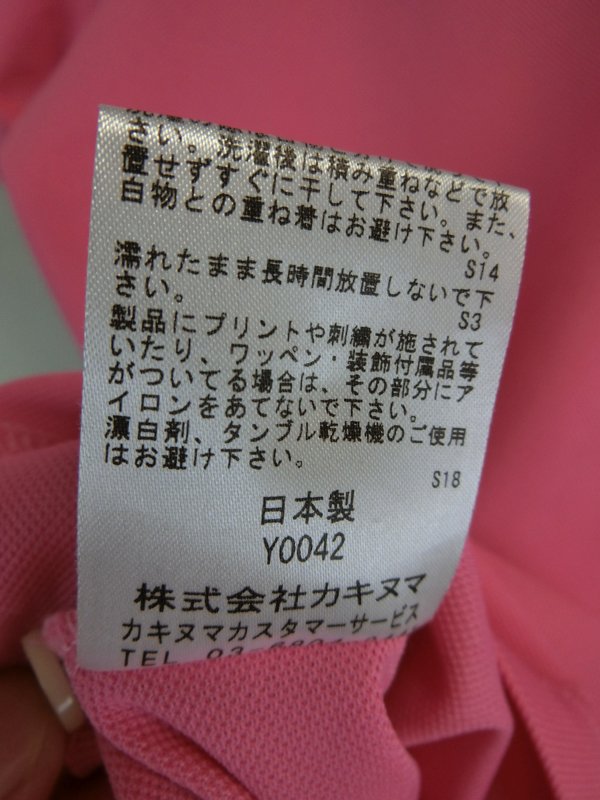 さい。洗濯後は積み重ねなどで放
置せずすぐに干して下さい。また、
白物との重ね着はお避け下さい。
S14
濡れたまま長時間放置しないで下
さい。
S3
製品にプリントや刺繍が施されて
いたり、ワッペン・装飾付属品等
がついてる場合は、その部分にア
イロンをあてないで下さい。
漂白剤、タンブル乾燥機のご使用
はお避け下さい。
S18
日本製
Y0042
株式会社カキヌマ
カキヌマカスタマーサービス
TEL